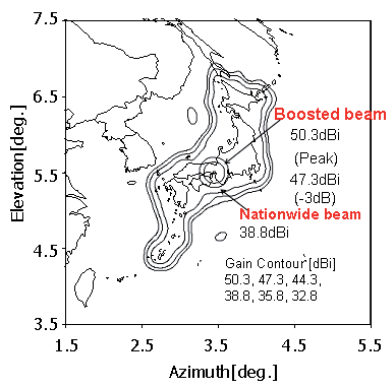 7.5
6.5
5.5
4.5
3.5
Elevation[deg.]
Boosted beam
50.3dBi
(Peak)
47.3dBi
(-3dB)
Nationwide beam
38.8dBi
Gain Contour[dBi]
50.3, 47.3, 44.3,
38.8, 35.8, 32.8
1.5 2.5 3.5 4.5 5.5
Azimuth[deg.]